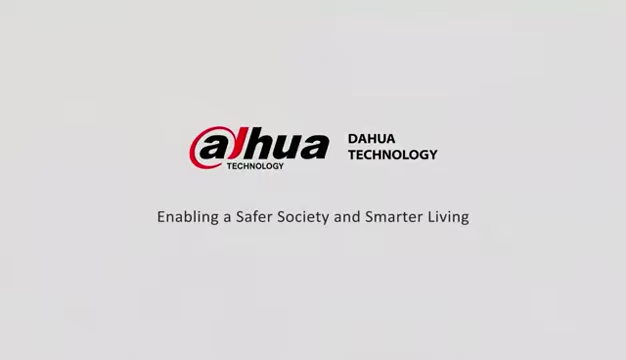 alhua
TECHNOLOGY
DAHUA
TECHNOLOGY
Enabling a Safer Society and Smarter Living